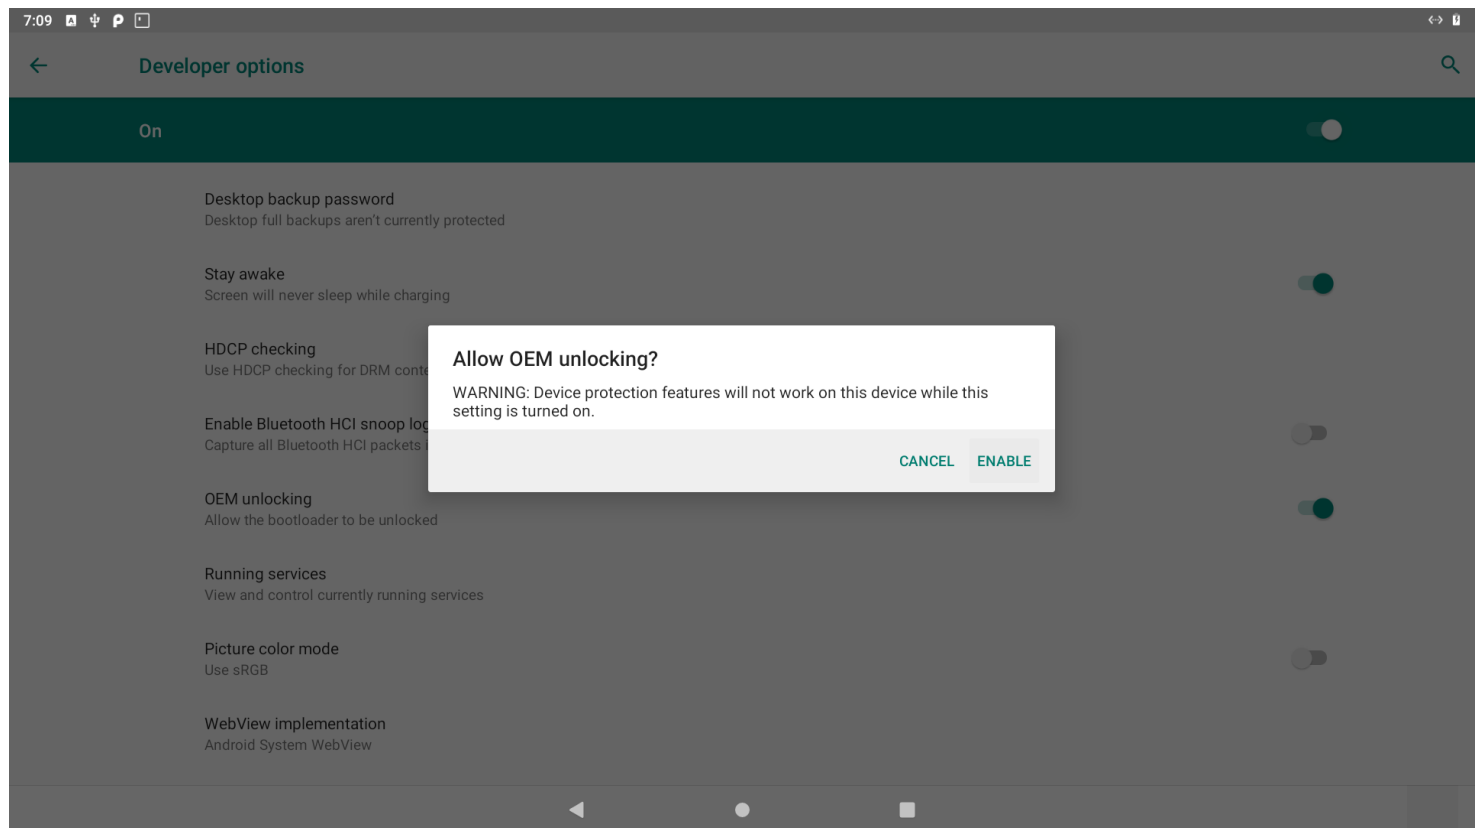 7:09
Developer options
On
Desktop backup password
Desktop full backups aren't currently protected
Stay awake
Screen will never sleep while charging
HDCP checking
Use HDCP checking for DRM conte
Enable Bluetooth HCI snoop log
Capture all Bluetooth HCI packets i
Allow OEM unlocking?
WARNING: Device protection features will not work on this device while this
setting is turned on.
CANCEL ENABLE
OEM unlocking
Allow the bootloader to be unlocked
Running services
View and control currently running services
Picture color mode
Use sRGB
WebView implementation
Android System WebView